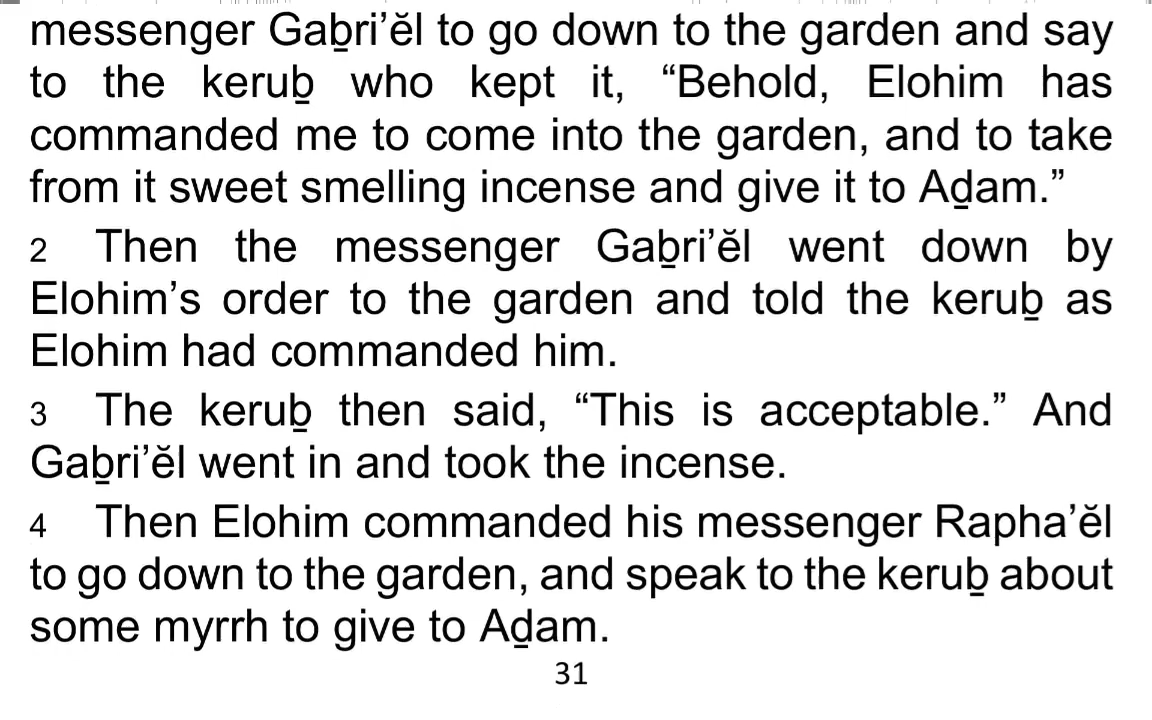 messenger Gaḇri’ĕl to go down to the garden and say
to the keruḇ who kept it, “Behold, Elohim has
commanded me to come into the garden, and to take
from it sweet smelling incense and give it to Aḏam.”
2 Then the messenger Gaḇri’ĕl went down by
Elohim’s order to the garden and told the keruḇ as
Elohim had commanded him.
3 The keruḇ then said, “This is acceptable.” And
Gaḇri’ĕl went in and took the incense.
4 Then Elohim commanded his messenger Rapha’ĕl
to go down to the garden, and speak to the keruḇ about
some myrrh to give to Aḏam.
31